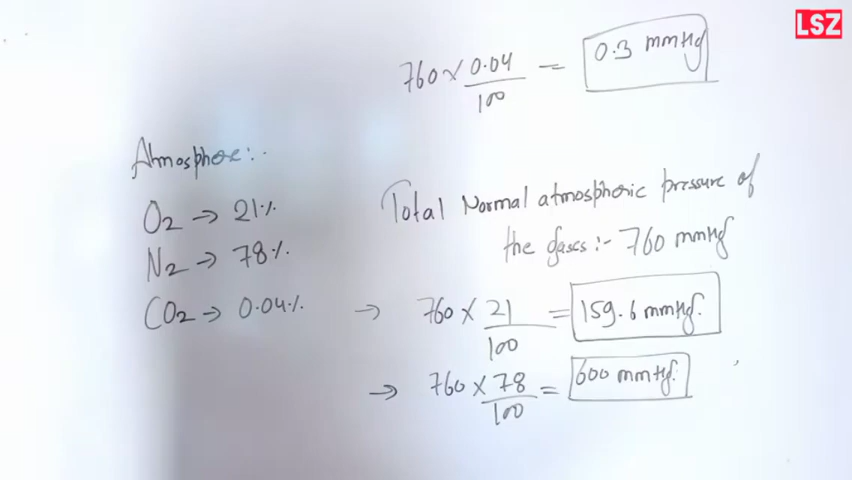 LSZ
760 × 0.04/100 = 0.3 mmHg
Atmosphere:-
O2 → 21%
N2 → 78%
CO2 → 0.04%
Total Normal atmospheric pressure of
the gases:- 760 mmHg
→ 760 × 21/100 = 159.6 mmHg.
→ 760 × 78/100 = 600 mmHg.